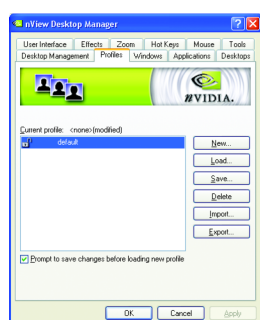 nView Desktop Manager
User Interface Effects Zoom Hot Keys Mouse Tools
Desktop Management Profiles Windows Applications Desktops
nVIDIA.
Current profile: <none>(modified)
default
New...
Load...
Save...
Delete
Import...
Export...
Prompt to save changes before loading new profile
OK Cancel Apply